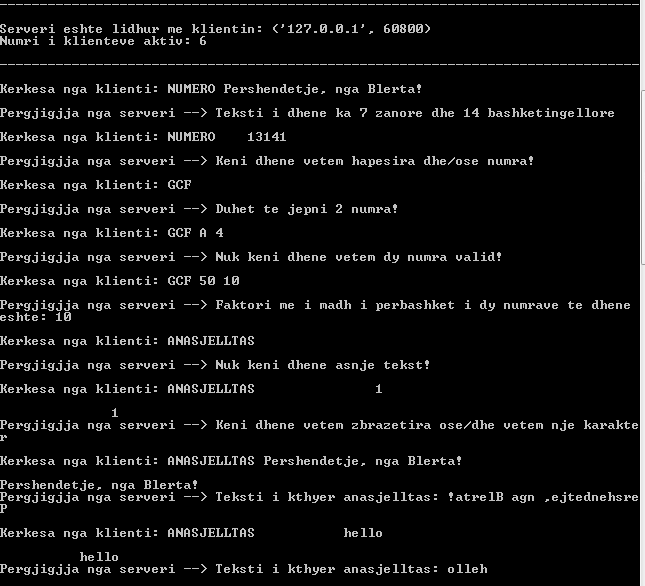 --------------------------------------------------------------------------------
Serveri eshte lidhur me klientin: ('127.0.0.1', 60800)
Numri i klienteve aktiv: 6
--------------------------------------------------------------------------------
Kerkesa nga klienti: NUMERO Pershendetje, nga Blerta!
Pergjigjja nga serveri --> Teksti i dhene ka 7 zanore dhe 14 bashketingellore
Kerkesa nga klienti: NUMERO    13141
Pergjigjja nga serveri --> Keni dhene vetem hapesira dhe/ose numra!
Kerkesa nga klienti: GCF
Pergjigjja nga serveri --> Duhet te jepni 2 numra!
Kerkesa nga klienti: GCF A 4
Pergjigjja nga serveri --> Nuk keni dhene vetem dy numra valid!
Kerkesa nga klienti: GCF 50 10
Pergjigjja nga serveri --> Faktori me i madh i perbashket i dy numrave te dhene
eshte: 10
Kerkesa nga klienti: ANASJELLTAS
Pergjigjja nga serveri --> Nuk keni dhene asnje tekst!
Kerkesa nga klienti: ANASJELLTAS               1
              1
Pergjigjja nga serveri --> Keni dhene vetem zbrazetira ose/dhe vetem nje karakte
r
Kerkesa nga klienti: ANASJELLTAS Pershendetje, nga Blerta!
Pershendetje, nga Blerta!
Pergjigjja nga serveri --> Teksti i kthyer anasjelltas: !atrelB agn ,ejtednehsre
P
Kerkesa nga klienti: ANASJELLTAS           hello
          hello
Pergjigjja nga serveri --> Teksti i kthyer anasjelltas: olleh